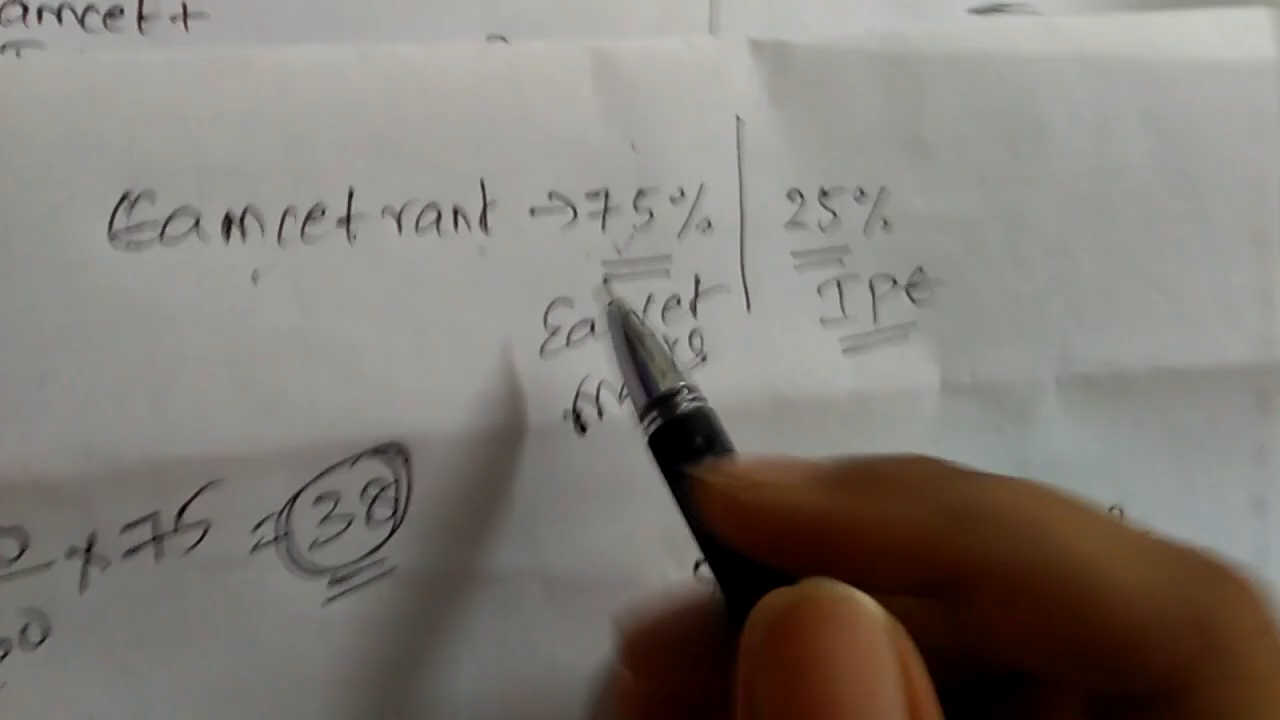 amcet +
Eamcet rank → 75% | 25%
Eamcet IPE
x 75 = 38